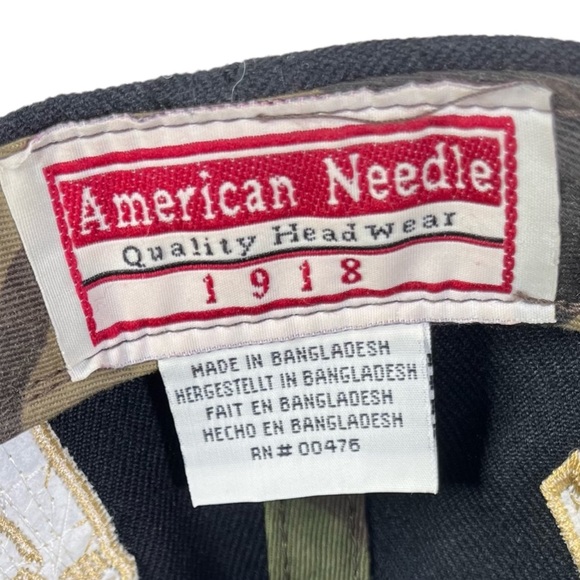 American Needle
Quality HeadWear
1918
MADE IN BANGLADESH
HERGESTELLT IN BANGLADESH
FAIT EN BANGLADESH
HECHO EN BANGLADESH
RN# 00476